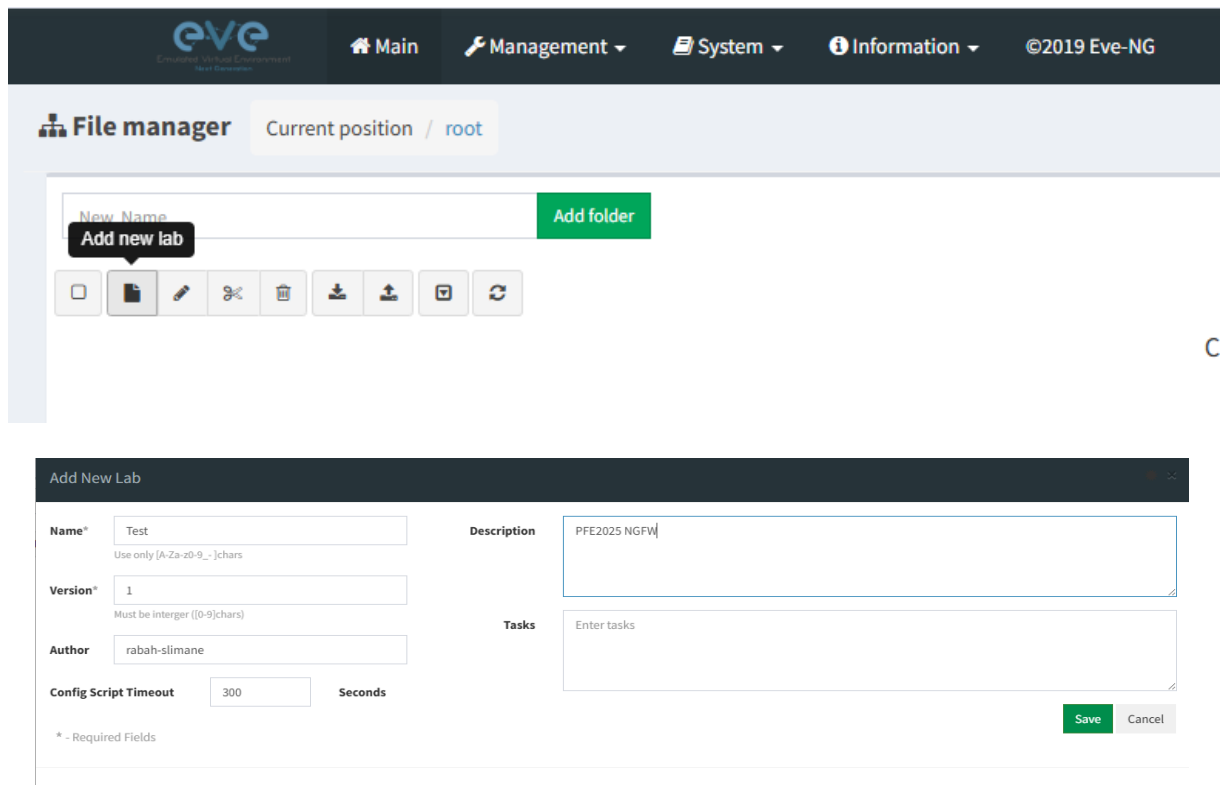 eve
Emulated Virtual Environment
Next Generation
Main
Management
System
Information
©2019 Eve-NG
File manager
Current position / root
New Name
Add folder
Add new lab
C
Add New Lab
Name*
Test
Use only [A-Za-z0-9_- ]chars
Version*
1
Must be interger ([0-9]chars)
Author
rabah-slimane
Config Script Timeout
300
Seconds
* - Required Fields
Description
PFE2025 NGFW
Tasks
Enter tasks
Save
Cancel